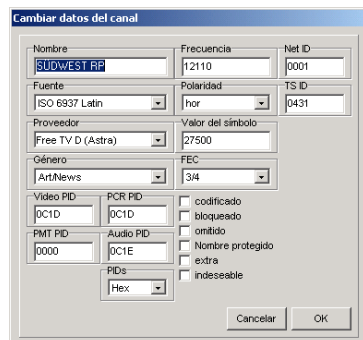 Cambiar datos del canal
Nombre Frecuencia Net ID
SÜDWEST RP 12110 0001
Fuente Polaridad TS ID
ISO 6937 Latin hor 0431
Proveedor Valor del símbolo
Free TV D (Astra) 27500
Género FEC
Art/News 3/4
Video PID PCR PID codificado
0C1D 0C1D bloqueado
PMT PID Audio PID omitido
0000 0C1E Nombre protegido
PIDs extra
Hex indeseable
Cancelar OK